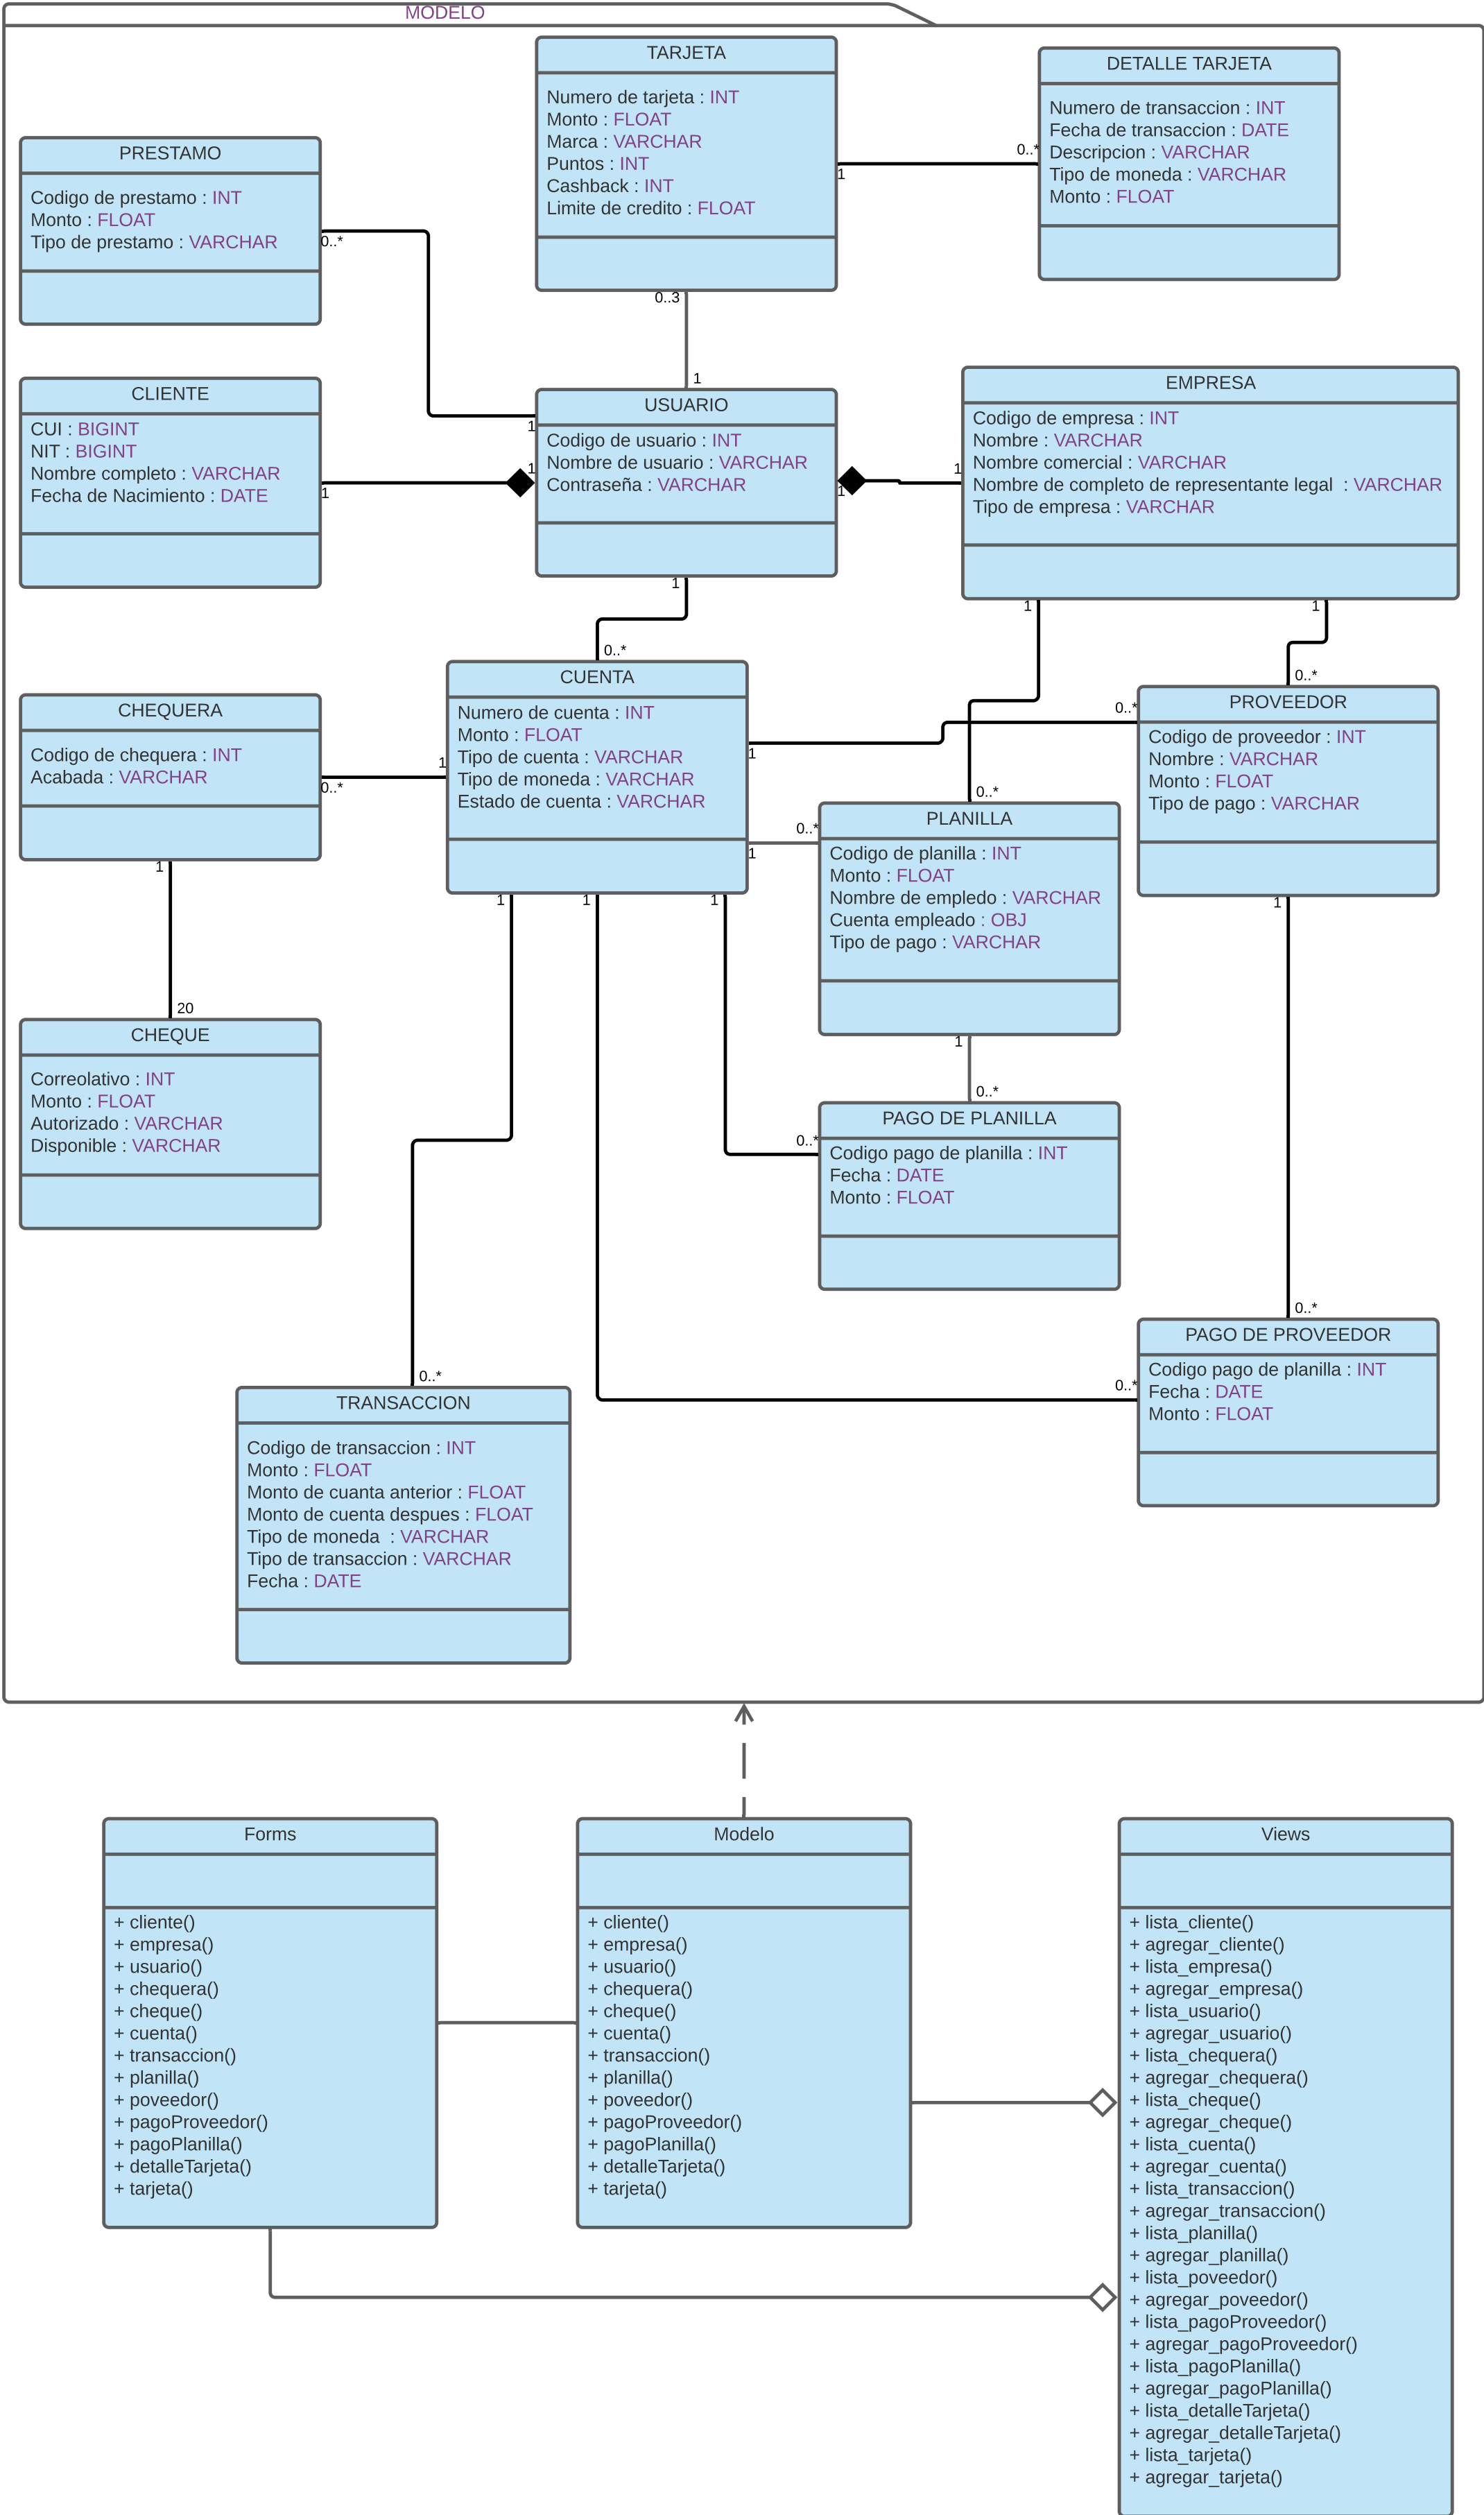 MODELO
TARJETA
Numero de tarjeta : INT
Monto : FLOAT
Marca : VARCHAR
Puntos : INT
Cashback : INT
Limite de credito : FLOAT
DETALLE TARJETA
Numero de transaccion : INT
Fecha de transaccion : DATE
Descripcion : VARCHAR
Tipo de moneda : VARCHAR
Monto : FLOAT
1
0..*
PRESTAMO
Codigo de prestamo : INT
Monto : FLOAT
Tipo de prestamo : VARCHAR
0..*
1
0..3
1
CLIENTE
CUI : BIGINT
NIT : BIGINT
Nombre completo : VARCHAR
Fecha de Nacimiento : DATE
1
1
USUARIO
Codigo de usuario : INT
Nombre de usuario : VARCHAR
Contraseña : VARCHAR
1
1
EMPRESA
Codigo de empresa : INT
Nombre : VARCHAR
Nombre comercial : VARCHAR
Nombre de completo de representante legal  : VARCHAR
Tipo de empresa : VARCHAR
1
0..*
1
0..*
1
0..*
CHEQUERA
Codigo de chequera : INT
Acabada : VARCHAR
0..*
1
CUENTA
Numero de cuenta : INT
Monto : FLOAT
Tipo de cuenta : VARCHAR
Tipo de moneda : VARCHAR
Estado de cuenta : VARCHAR
1
0..*
1
0..*
PROVEEDOR
Codigo de proveedor : INT
Nombre : VARCHAR
Monto : FLOAT
Tipo de pago : VARCHAR
PLANILLA
Codigo de planilla : INT
Monto : FLOAT
Nombre de empledo : VARCHAR
Cuenta empleado : OBJ
Tipo de pago : VARCHAR
1
20
1
1
1
1
CHEQUE
Correolativo : INT
Monto : FLOAT
Autorizado : VARCHAR
Disponible : VARCHAR
1
0..*
0..*
PAGO DE PLANILLA
Codigo pago de planilla : INT
Fecha : DATE
Monto : FLOAT
0..*
0..*
PAGO DE PROVEEDOR
Codigo pago de planilla : INT
Fecha : DATE
Monto : FLOAT
0..*
TRANSACCION
Codigo de transaccion : INT
Monto : FLOAT
Monto de cuanta anterior : FLOAT
Monto de cuenta despues : FLOAT
Tipo de moneda  : VARCHAR
Tipo de transaccion : VARCHAR
Fecha : DATE
Forms
+ cliente()
+ empresa()
+ usuario()
+ chequera()
+ cheque()
+ cuenta()
+ transaccion()
+ planilla()
+ poveedor()
+ pagoProveedor()
+ pagoPlanilla()
+ detalleTarjeta()
+ tarjeta()
Modelo
+ cliente()
+ empresa()
+ usuario()
+ chequera()
+ cheque()
+ cuenta()
+ transaccion()
+ planilla()
+ poveedor()
+ pagoProveedor()
+ pagoPlanilla()
+ detalleTarjeta()
+ tarjeta()
Views
+ lista_cliente()
+ agregar_cliente()
+ lista_empresa()
+ agregar_empresa()
+ lista_usuario()
+ agregar_usuario()
+ lista_chequera()
+ agregar_chequera()
+ lista_cheque()
+ agregar_cheque()
+ lista_cuenta()
+ agregar_cuenta()
+ lista_transaccion()
+ agregar_transaccion()
+ lista_planilla()
+ agregar_planilla()
+ lista_poveedor()
+ agregar_poveedor()
+ lista_pagoProveedor()
+ agregar_pagoProveedor()
+ lista_pagoPlanilla()
+ agregar_pagoPlanilla()
+ lista_detalleTarjeta()
+ agregar_detalleTarjeta()
+ lista_tarjeta()
+ agregar_tarjeta()